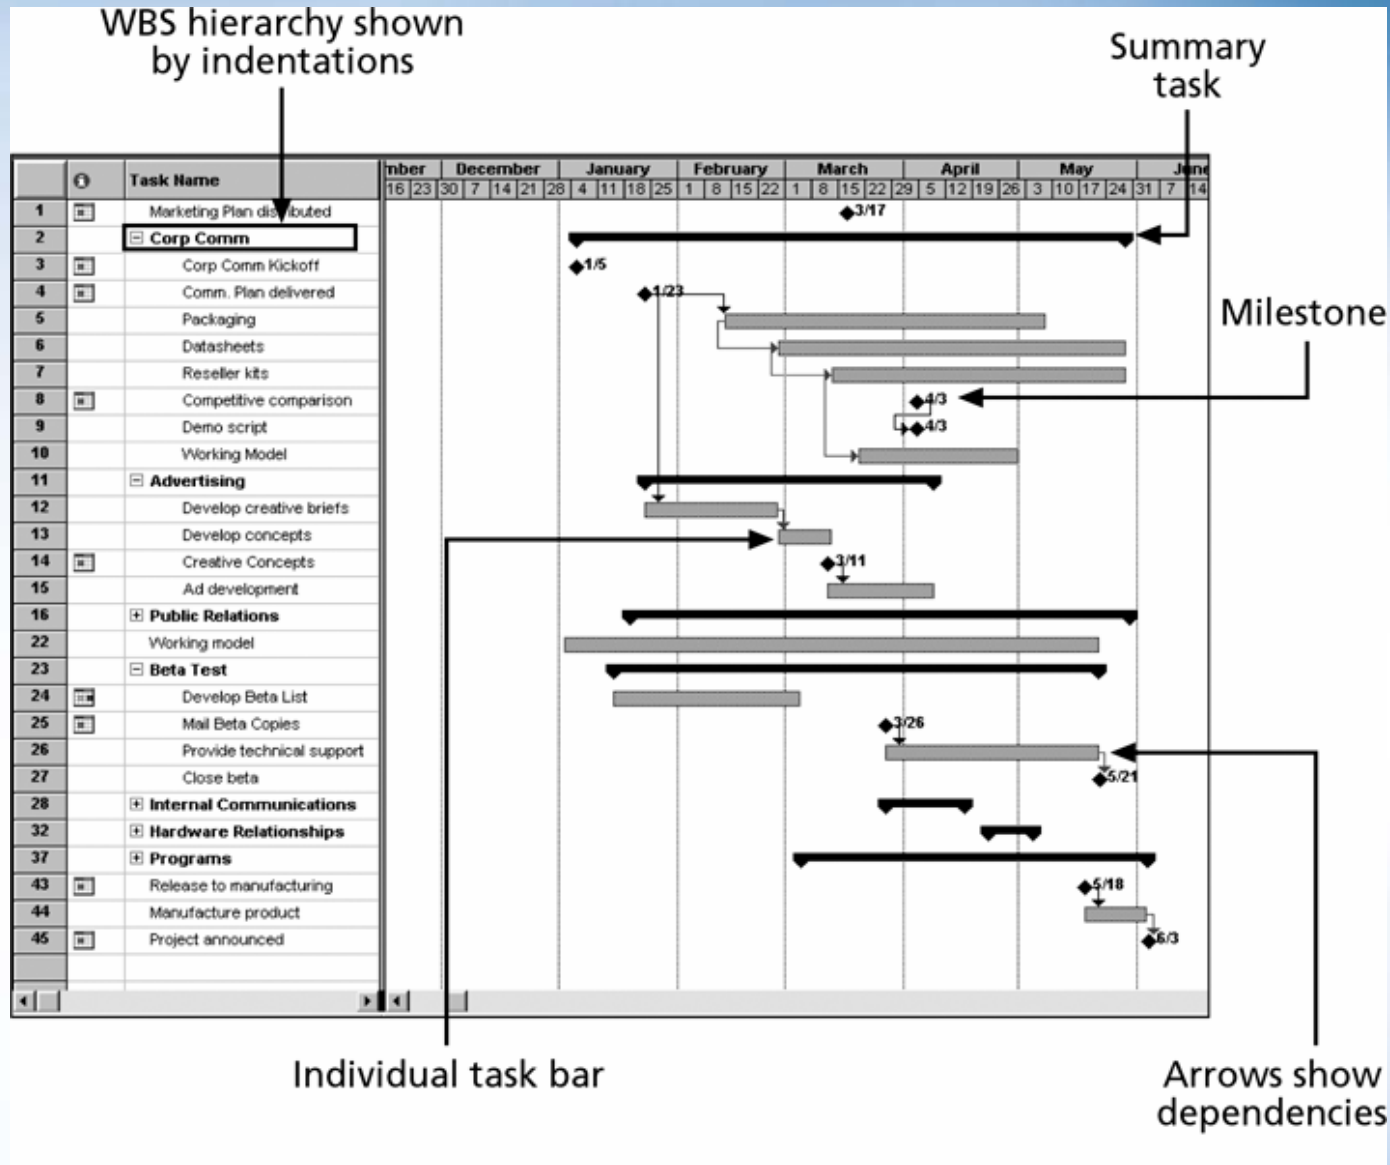 WBS hierarchy shown
by indentations
Summary
task
Task Name
mber December January February March April May June
16 23 30 7 14 21 28 4 11 18 25 1 8 15 22 1 8 15 22 29 5 12 19 26 3 10 17 24 31 7 14
1 Marketing Plan distributed 3/17
2 Corp Comm
3 Corp Comm Kickoff 1/5
4 Comm. Plan delivered 1/23
5 Packaging
6 Datasheets
Milestone
7 Reseller kits
8 Competitive comparison 4/3
9 Demo script 4/3
10 Working Model
11 Advertising
12 Develop creative briefs
13 Develop concepts
14 Creative Concepts 3/11
15 Ad development
16 Public Relations
22 Working model
23 Beta Test
24 Develop Beta List
25 Mail Beta Copies 3/26
26 Provide technical support
27 Close beta 5/21
28 Internal Communications
32 Hardware Relationships
37 Programs
43 Release to manufacturing 5/18
44 Manufacture product
45 Project announced 6/3
Individual task bar
Arrows show
dependencies